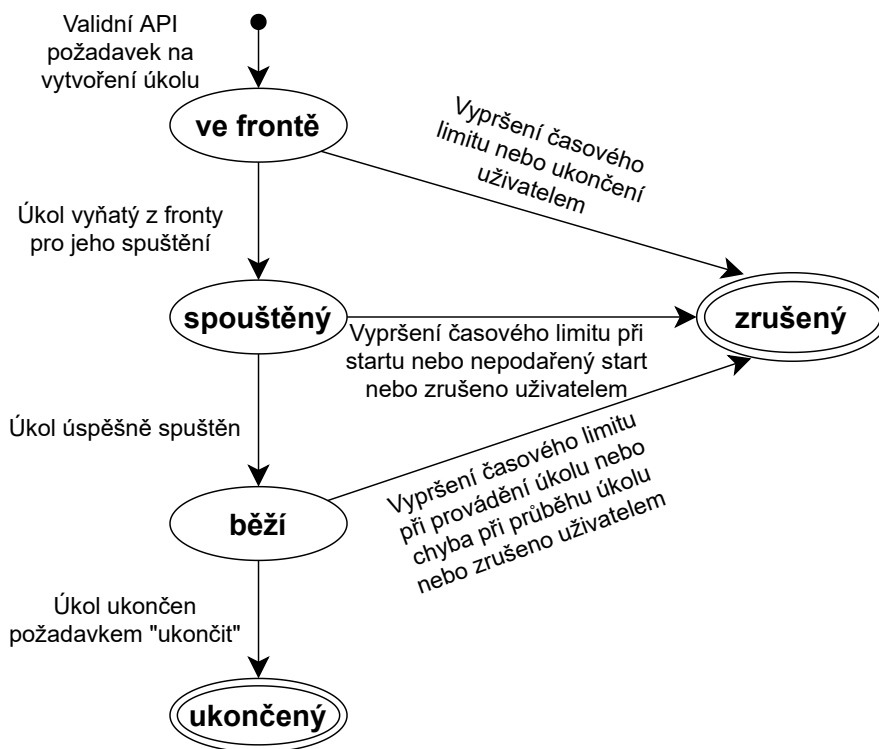 Validní API
požadavek na
vytvoření úkolu
ve frontě
Vypršení časového
limitu nebo ukončení
uživatelem
Úkol vyňatý z fronty
pro jeho spuštění
spouštěný
zrušený
Vypršení časového limitu při
startu nebo nepodařený start
nebo zrušeno uživatelem
Úkol úspěšně spuštěn
Vypršení časového limitu
při provádění úkolu nebo
chyba při průběhu úkolu
nebo zrušeno uživatelem
běží
Úkol ukončen
požadavkem "ukončit"
ukončený